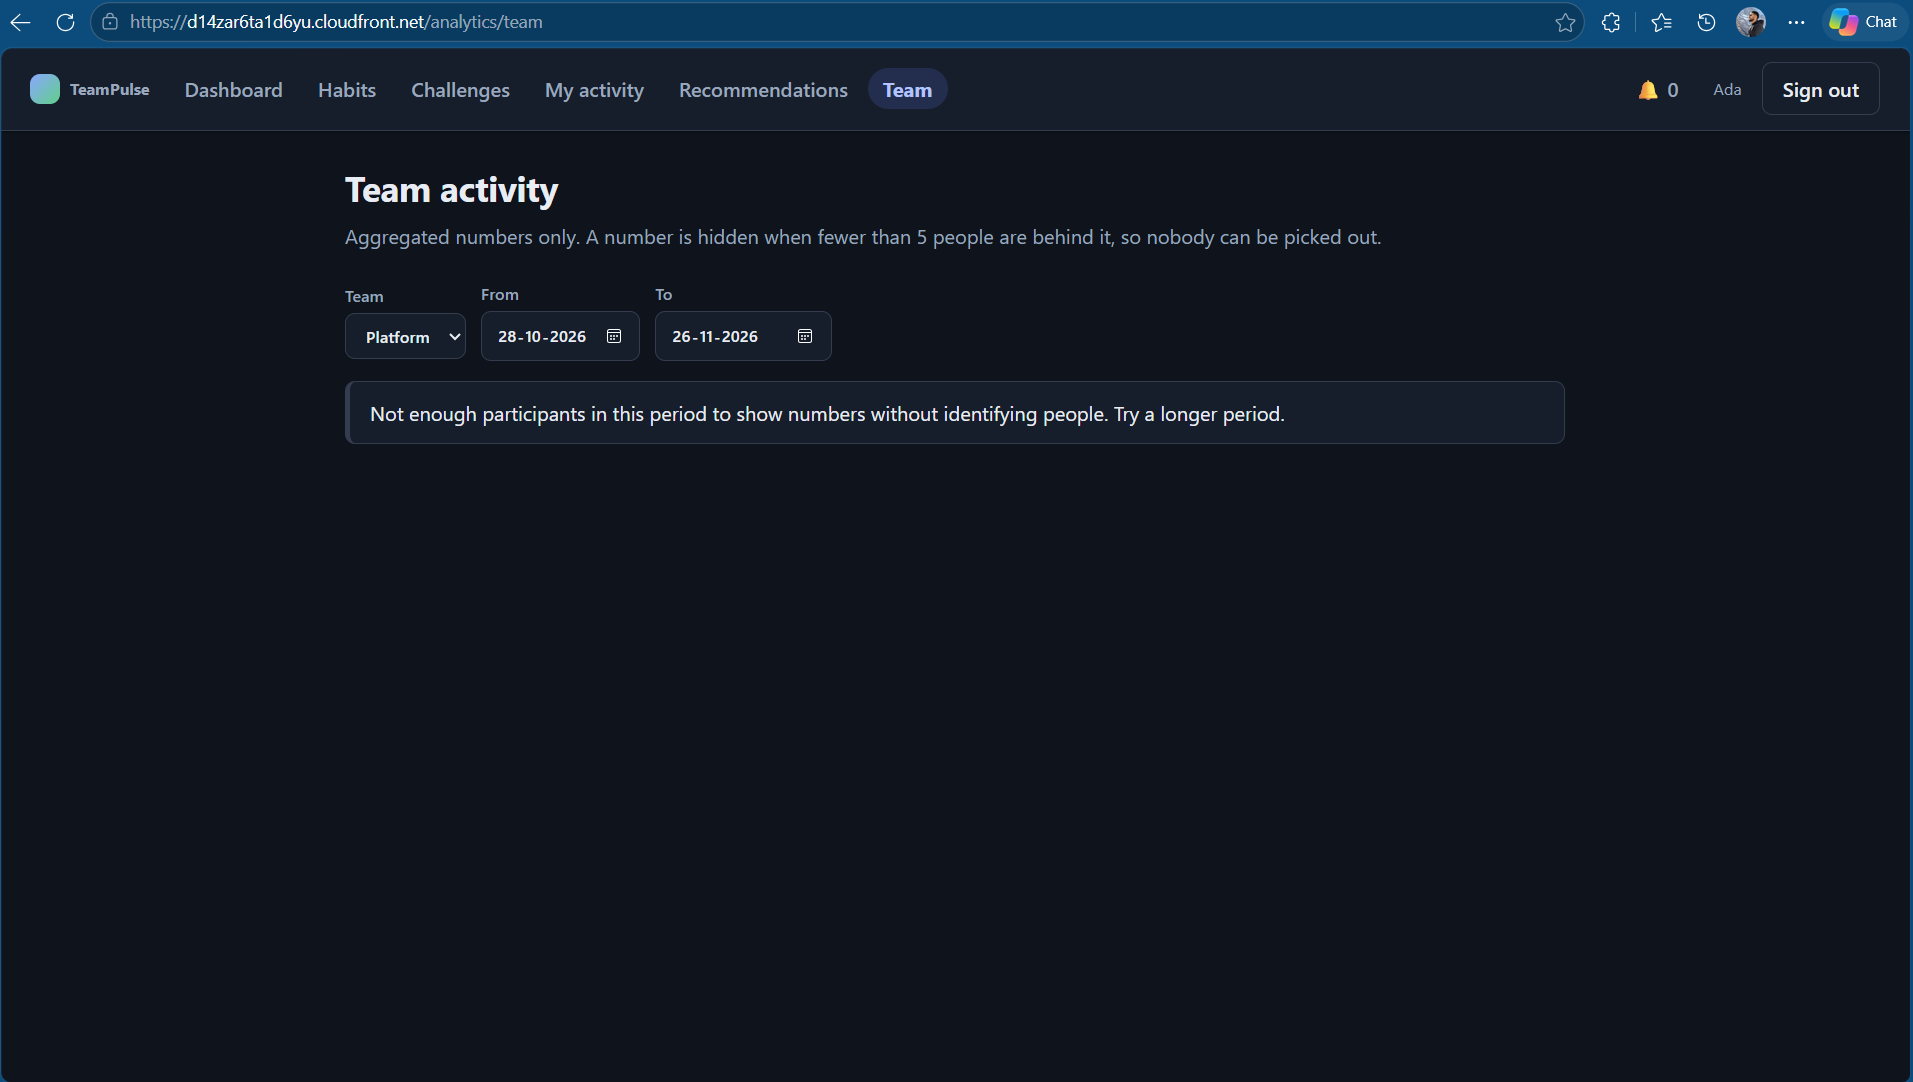 https://d14zar6ta1d6yu.cloudfront.net/analytics/team
Chat
TeamPulse
Dashboard
Habits
Challenges
My activity
Recommendations
Team
0
Ada
Sign out
Team activity
Aggregated numbers only. A number is hidden when fewer than 5 people are behind it, so nobody can be picked out.
Team
From
To
Platform
28-10-2026
26-11-2026
Not enough participants in this period to show numbers without identifying people. Try a longer period.